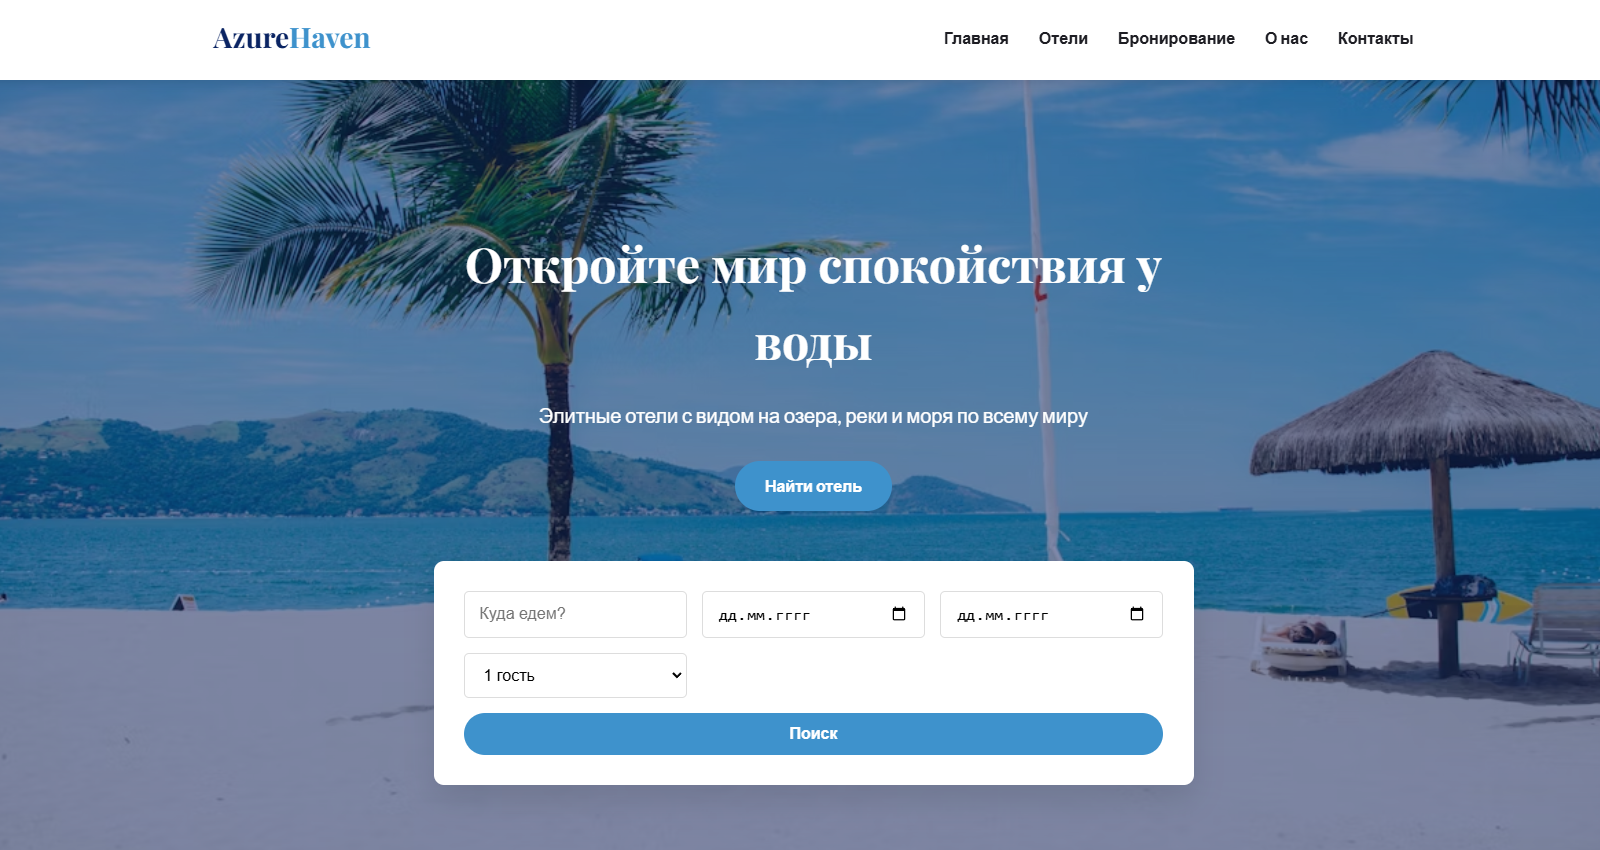 AzureHaven
Главная Отели Бронирование О нас Контакты
Откройте мир спокойствия у
воды
Элитные отели с видом на озера, реки и моря по всему миру
Найти отель
Куда едем? дд.мм.гггг дд.мм.гггг
1 гость
Поиск